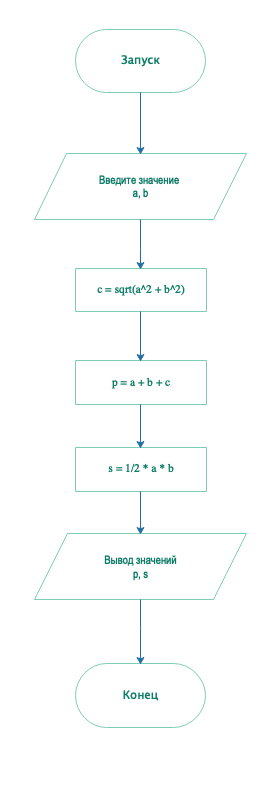 Запуск
Введите значение
a, b
c = sqrt(a^2 + b^2)
p = a + b + c
s = 1/2 * a * b
Вывод значений
p, s
Конец